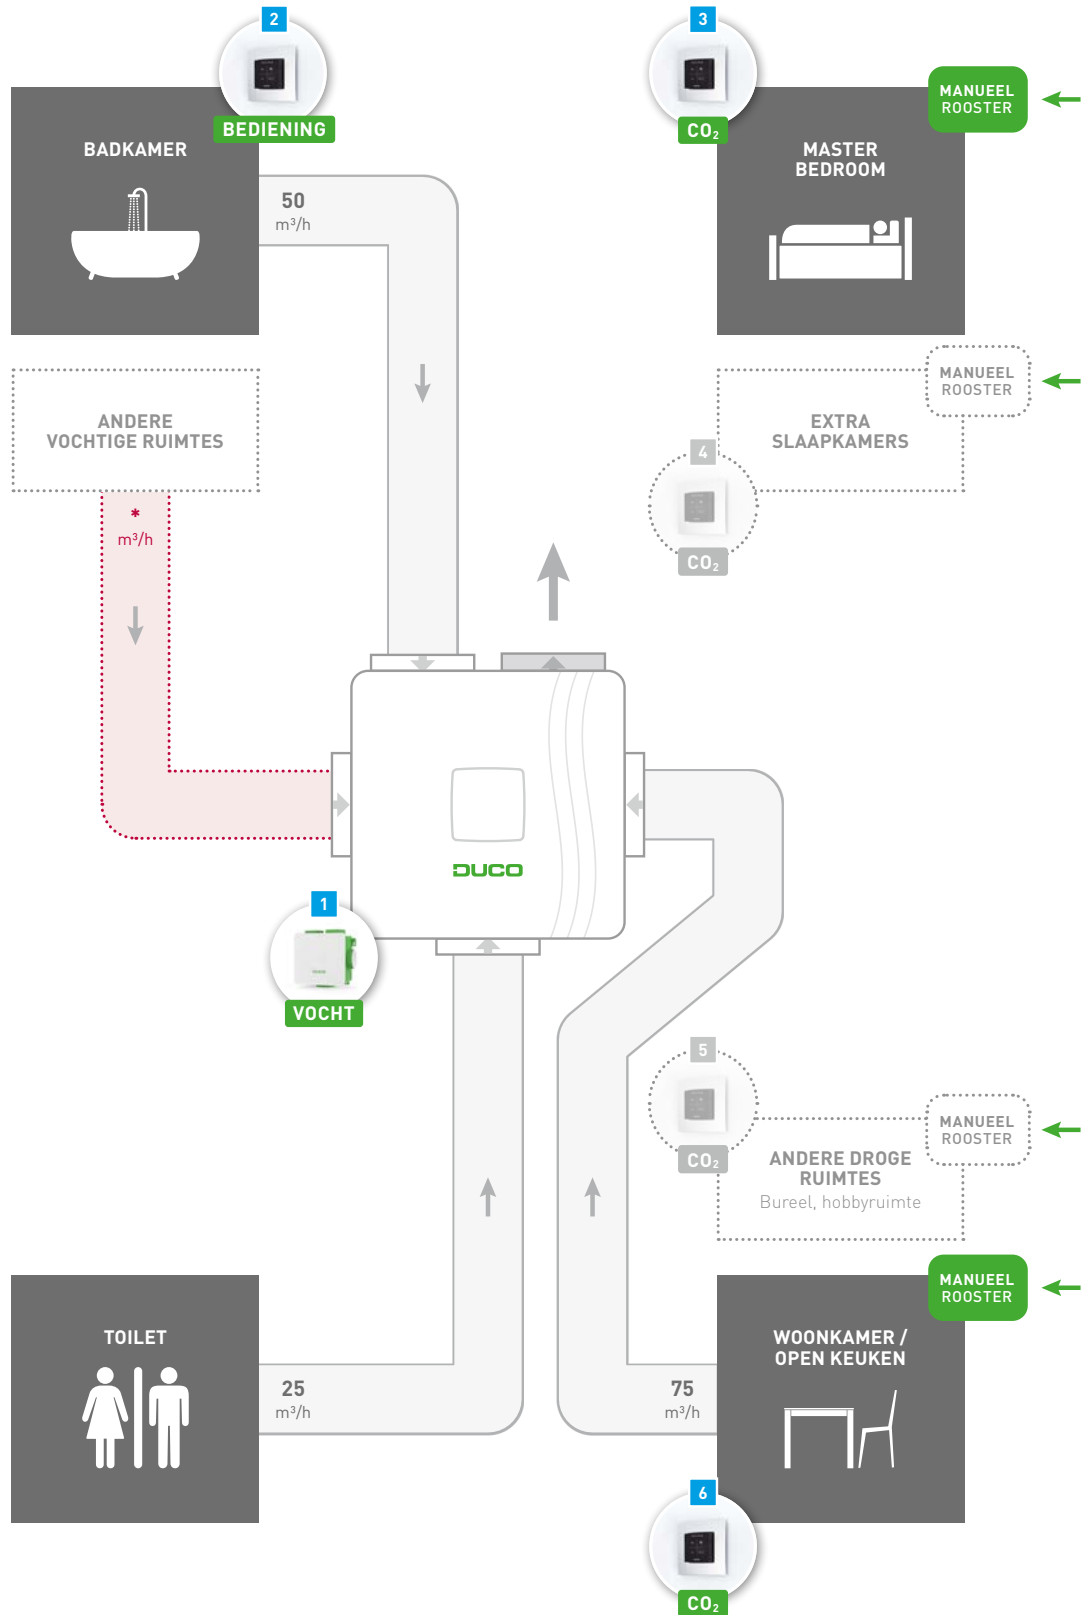 2
BEDIENING
BADKAMER
50
m³/h
3
CO₂
MANUEEL
ROOSTER
MASTER
BEDROOM
ANDERE
VOCHTIGE RUIMTES
*
m³/h
MANUEEL
ROOSTER
EXTRA
SLAAPKAMERS
4
CO₂
DUCO
1
VOCHT
5
CO₂
MANUEEL
ROOSTER
ANDERE DROGE
RUIMTES
Bureel, hobbyruimte
TOILET
25
m³/h
75
m³/h
MANUEEL
ROOSTER
WOONKAMER /
OPEN KEUKEN
6
CO₂